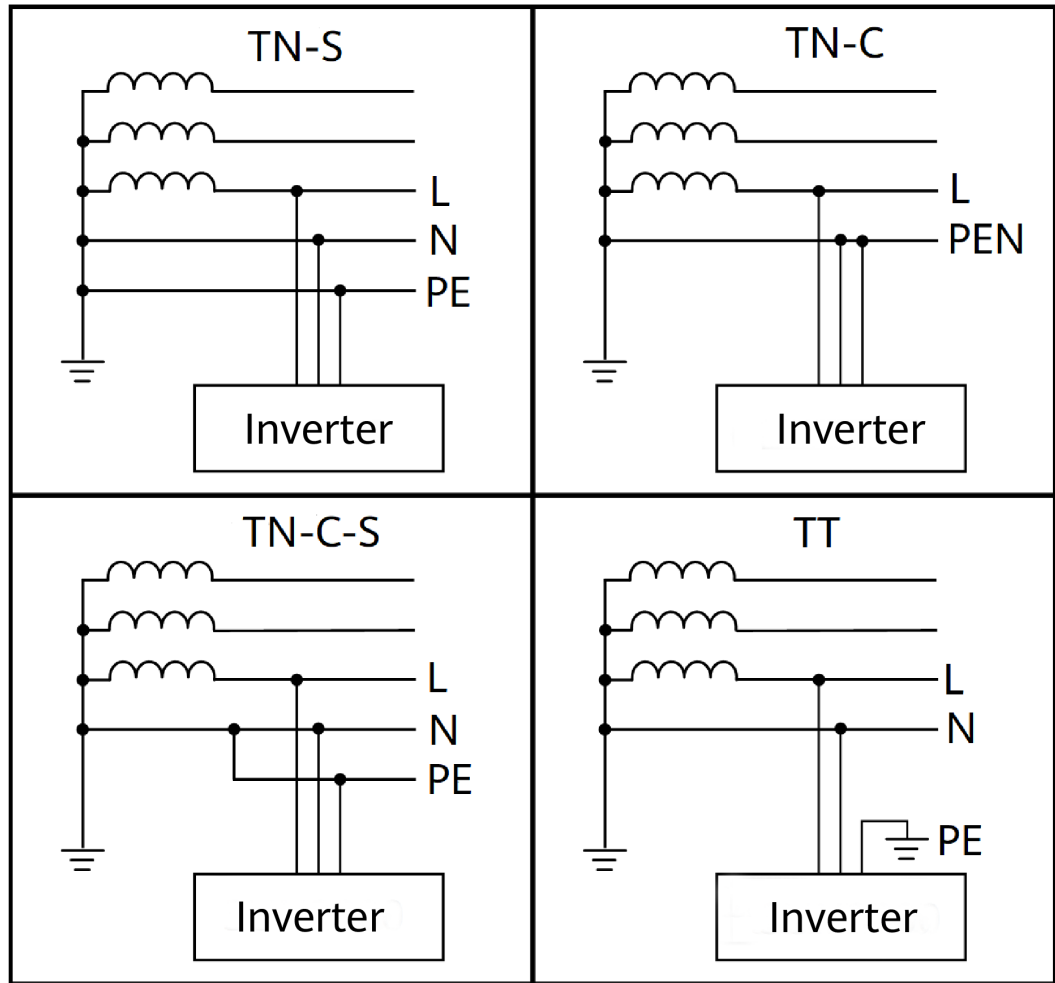 TN-S
L
N
PE
Inverter
TN-C
L
PEN
Inverter
TN-C-S
L
N
PE
Inverter
TT
L
N
PE
Inverter